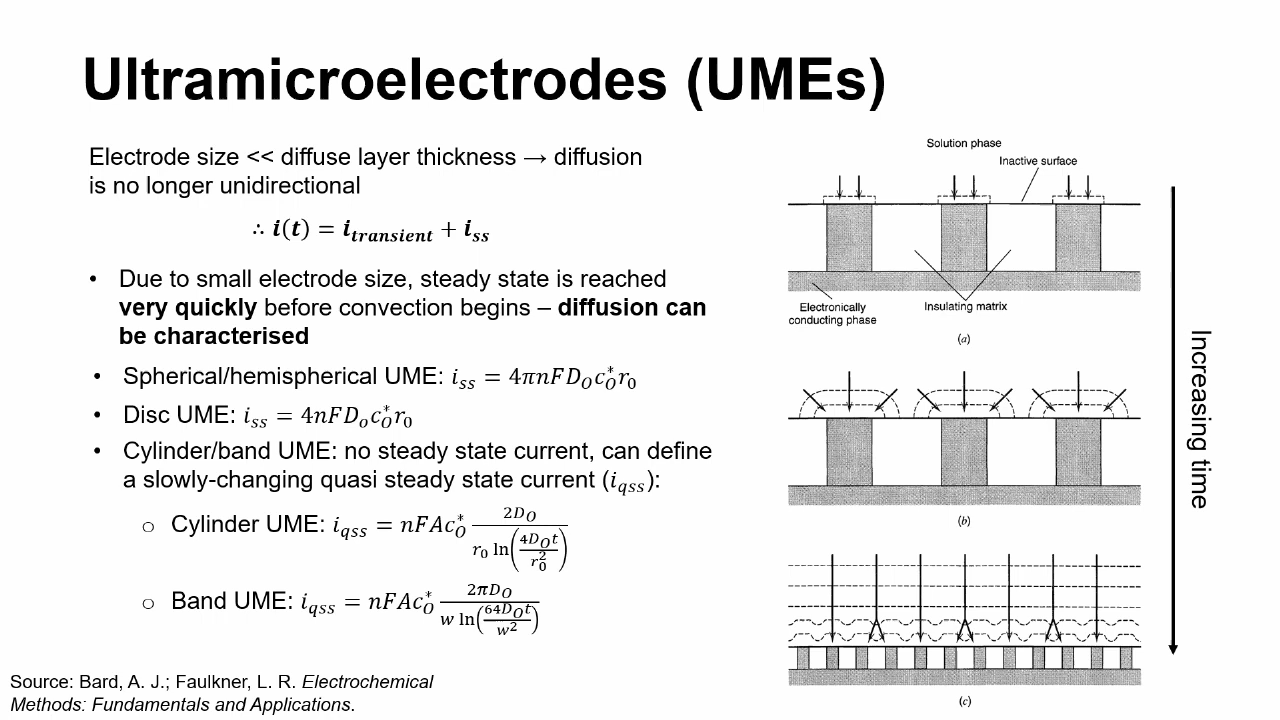 Ultramicroelectrodes (UMEs)
Electrode size << diffuse layer thickness → diffusion
is no longer unidirectional
∴ i(t) = i_transient + i_ss
• Due to small electrode size, steady state is reached
very quickly before convection begins – diffusion can
be characterised
• Spherical/hemispherical UME: i_ss = 4πnFD_O c_O^* r_0
• Disc UME: i_ss = 4nFD_o c_O^* r_0
• Cylinder/band UME: no steady state current, can define
a slowly-changing quasi steady state current (i_qss):
○ Cylinder UME: i_qss = nFAc_O^* 2D_O / (r_0 ln(4D_O t / r_0^2))
○ Band UME: i_qss = nFAc_O^* 2πD_O / (w ln(64D_O t / w^2))
Source: Bard, A. J.; Faulkner, L. R. Electrochemical
Methods: Fundamentals and Applications.
Solution phase
Inactive surface
Electronically
conducting phase
Insulating matrix
(a)
(b)
(c)
Increasing time